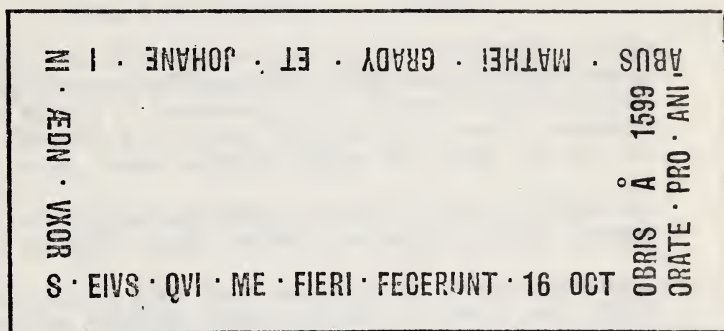 ORATE · PRO · ANI
ABUS · MATHEI · GRADY · ET · JOHANE · I
NI · ÆDN · VXOR
S · EIVS · QVI · ME · FIERI · FECERUNT · 16 OCT
OBRIS Å 1599